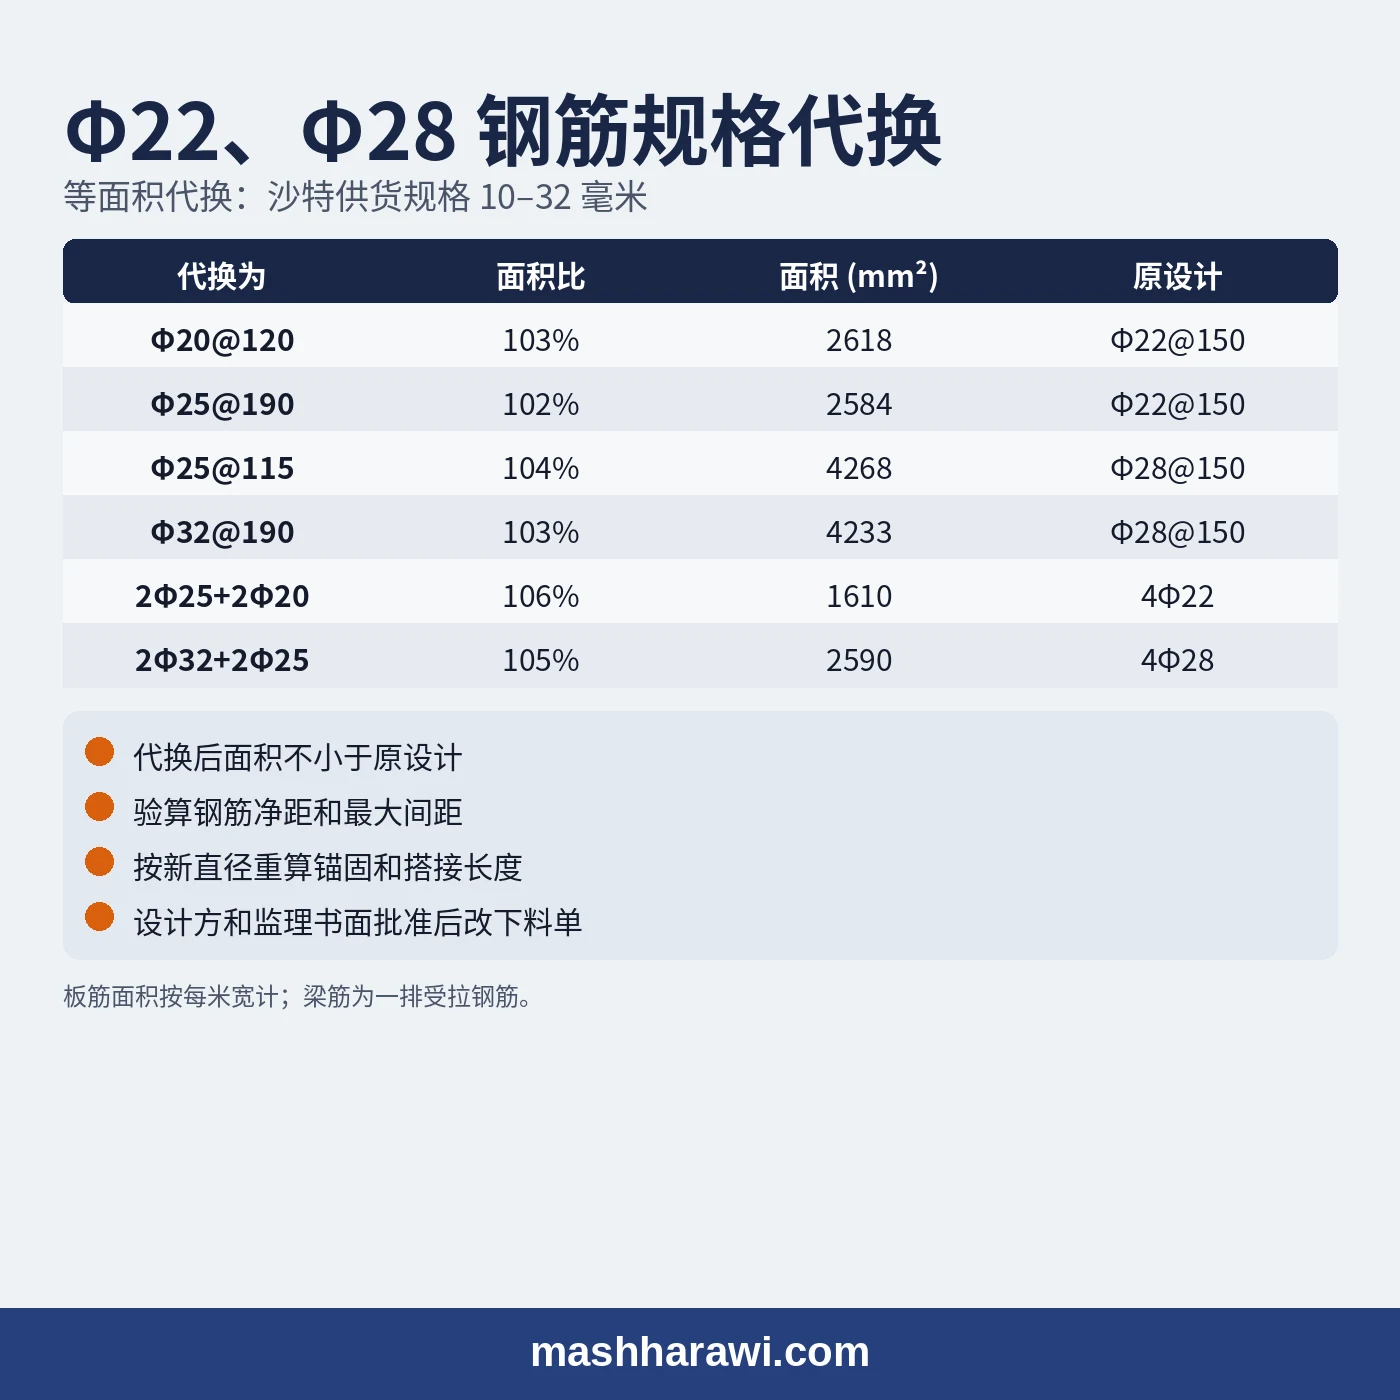 Φ22、Φ28 钢筋规格代换
等面积代换：沙特供货规格 10–32 毫米
代换为 面积比 面积 (mm²) 原设计
Φ20@120 103% 2618 Φ22@150
Φ25@190 102% 2584 Φ22@150
Φ25@115 104% 4268 Φ28@150
Φ32@190 103% 4233 Φ28@150
2Φ25+2Φ20 106% 1610 4Φ22
2Φ32+2Φ25 105% 2590 4Φ28
代换后面积不小于原设计
验算钢筋净距和最大间距
按新直径重算锚固和搭接长度
设计方和监理书面批准后改下料单
板筋面积按每米宽计；梁筋为一排受拉钢筋。
mashharawi.com